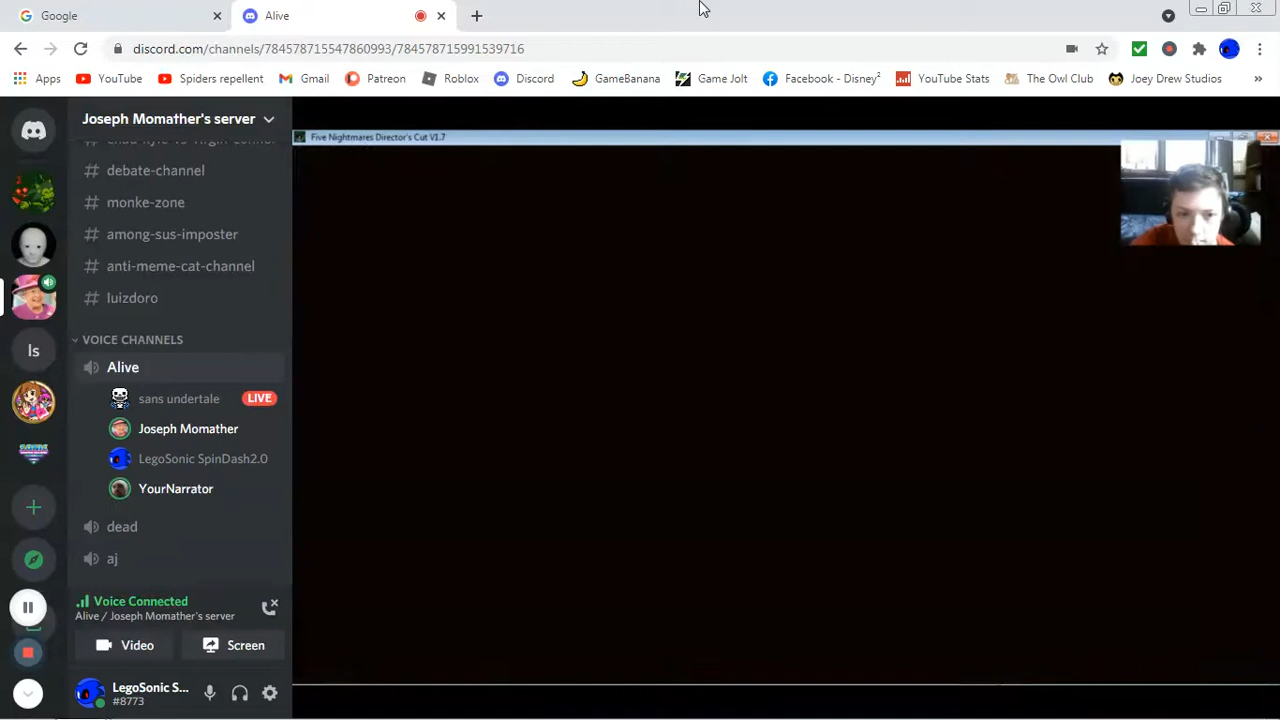 Google
Alive
discord.com/channels/784578715547860993/784578715991539716
Apps
YouTube
Spiders repellent
Gmail
Patreon
Roblox
Discord
GameBanana
Game Jolt
Facebook - Disney²
YouTube Stats
The Owl Club
Joey Drew Studios
»
Joseph Momather's server
# debate-channel
# monke-zone
# among-sus-imposter
# anti-meme-cat-channel
# luizdoro
VOICE CHANNELS
Alive
sans undertale LIVE
Joseph Momather
LegoSonic SpinDash2.0
YourNarrator
dead
aj
ls
Voice Connected
Alive / Joseph Momather's server
Video
Screen
LegoSonic S...
#8773
Five Nightmares Director's Cut V1.7